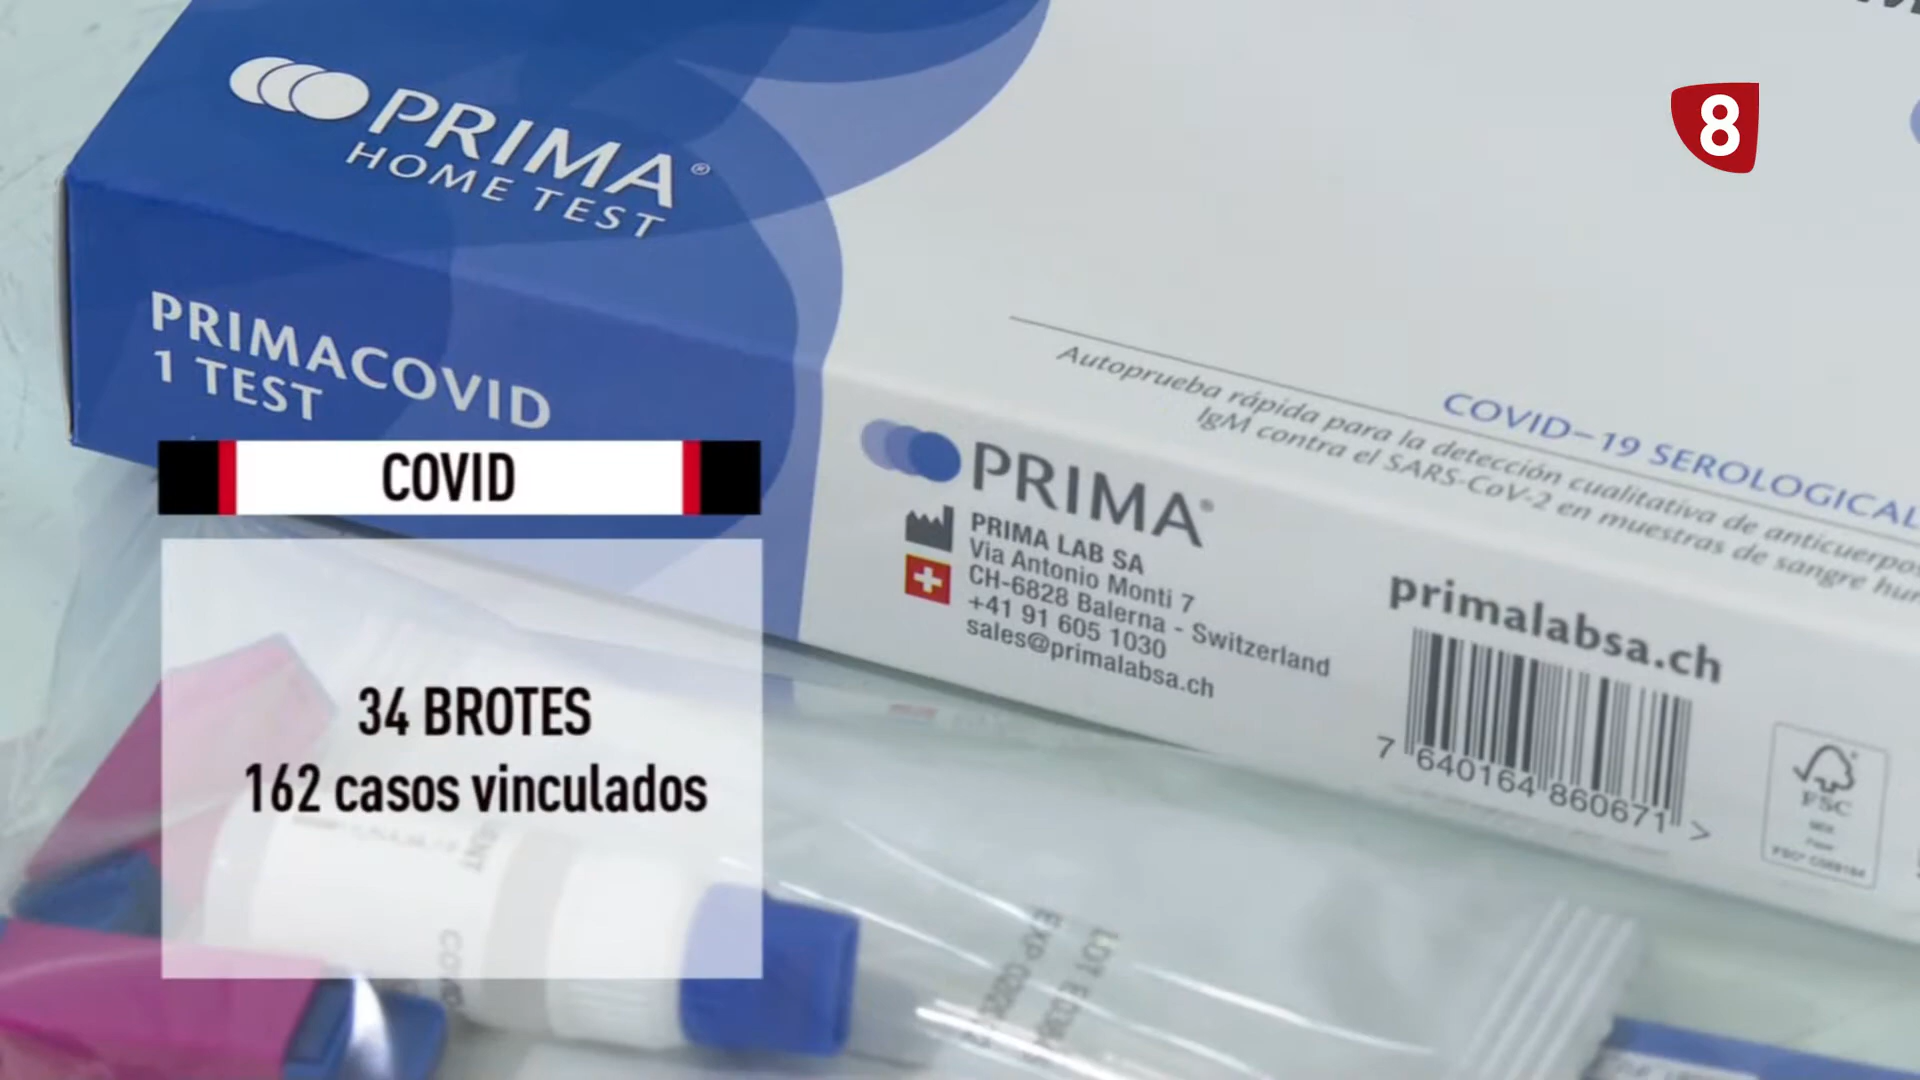 PRIMA®
HOME TEST
8
PRIMACOVID
1 TEST
COVID-19 SEROLOGICAL
Autoprueba rápida para la detección cualitativa de anticuerpos
IgM contra el SARS-CoV-2 en muestras de sangre
PRIMA®
PRIMA LAB SA
Via Antonio Monti 7
CH-6828 Balerna - Switzerland
+41 91 605 1030
sales@primalabsa.ch
primalabsa.ch
7 640164 860671 >
FSC
COVID
34 BROTES
162 casos vinculados